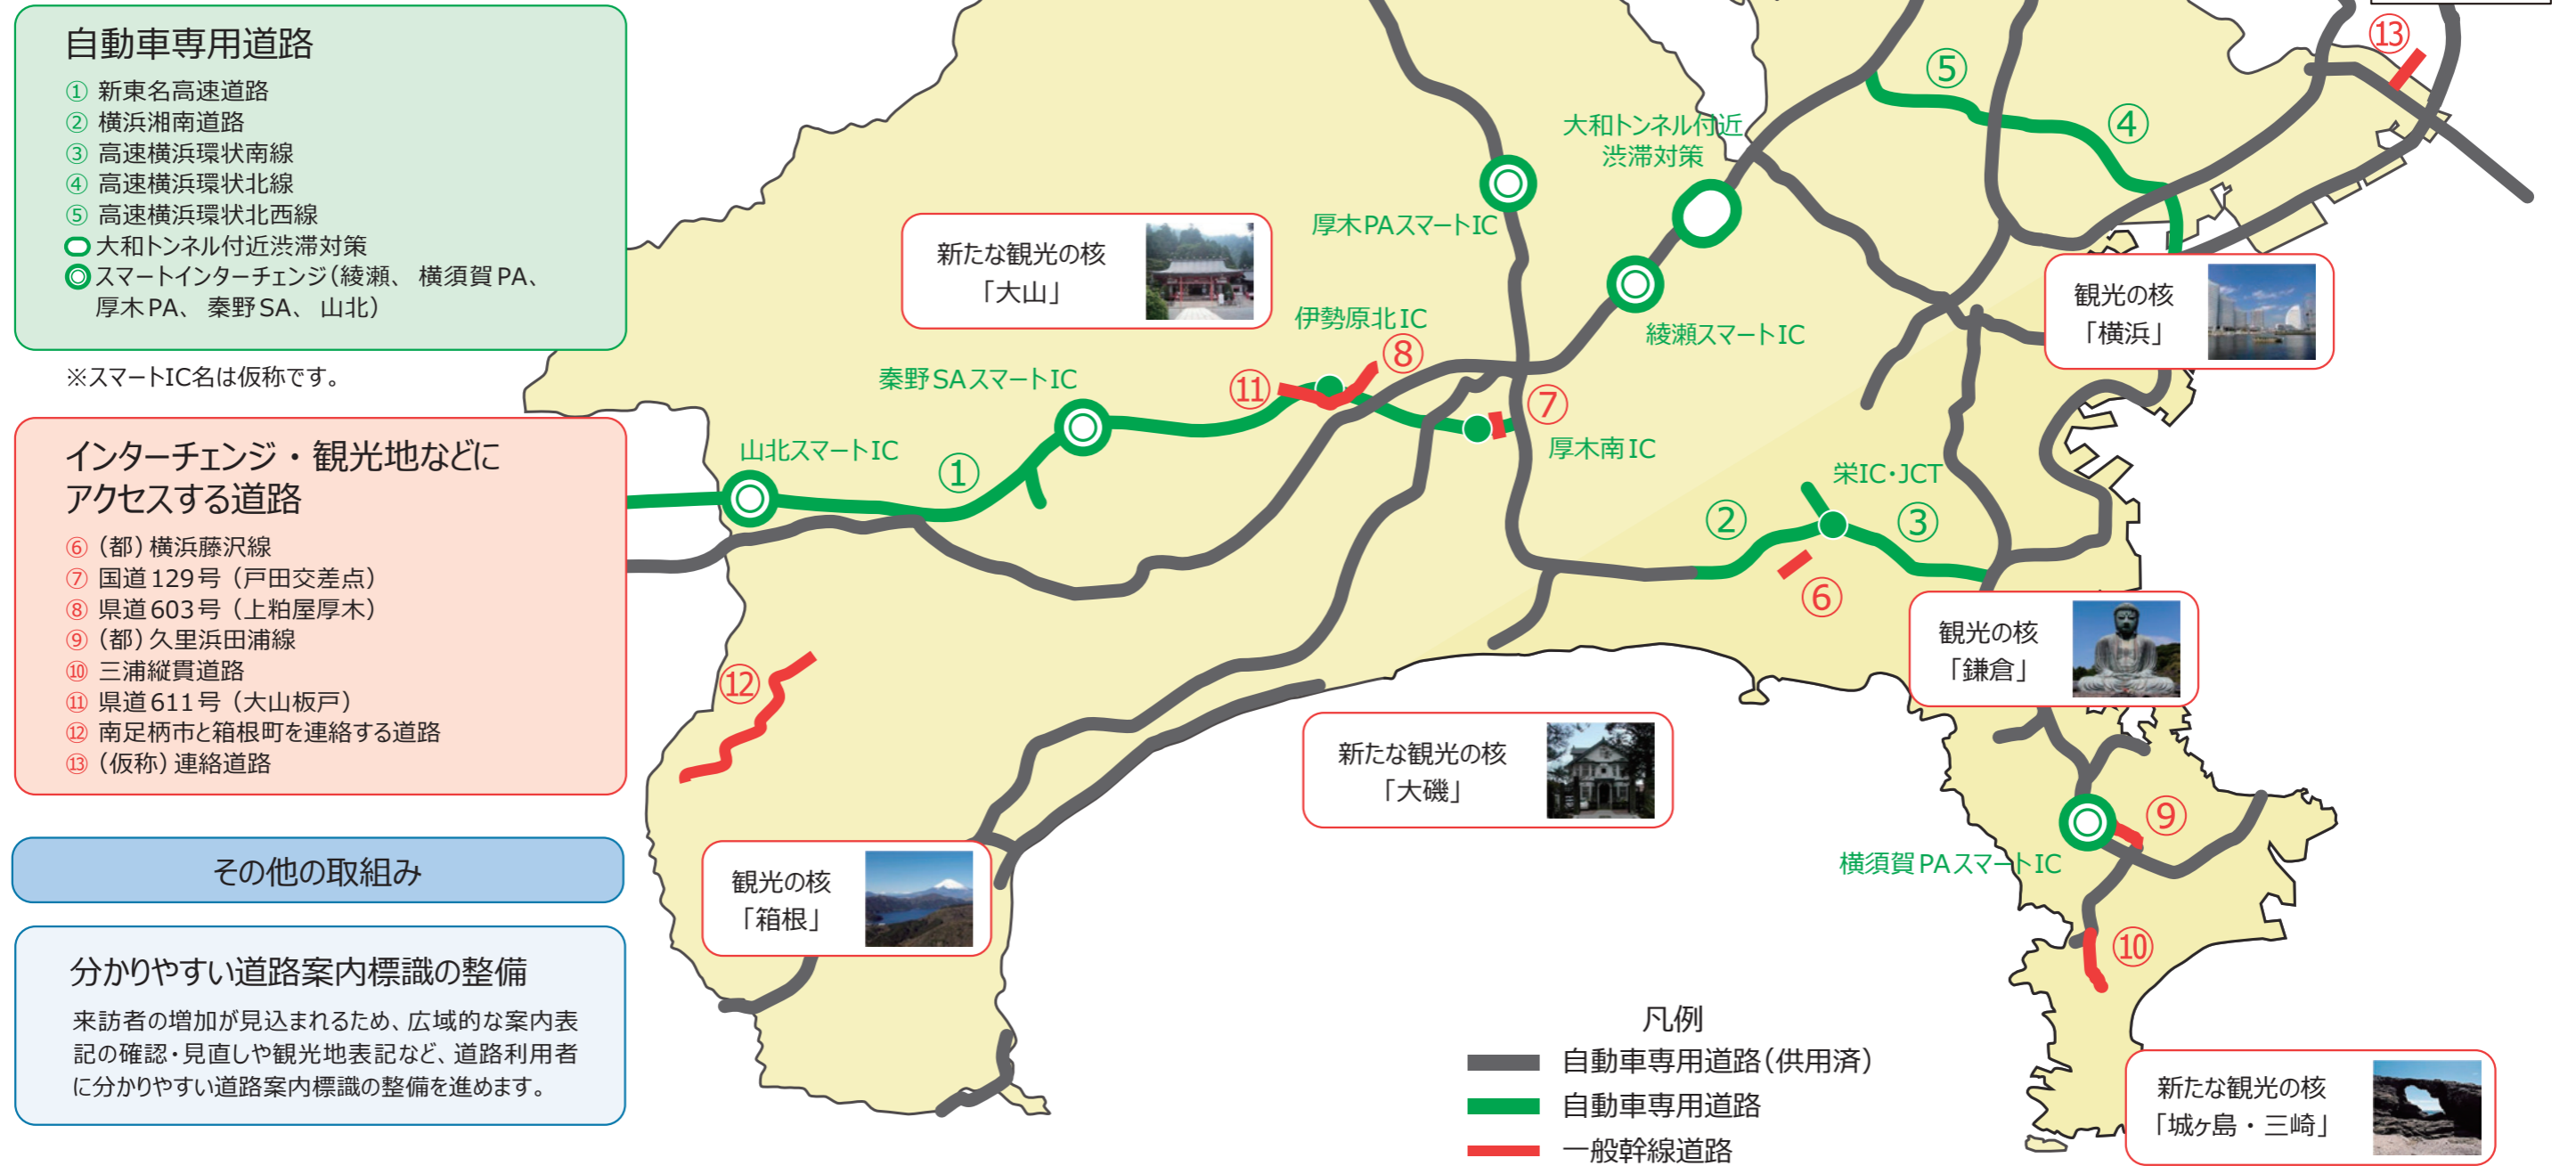 自動車専用道路
① 新東名高速道路
② 横浜湘南道路
③ 高速横浜環状南線
④ 高速横浜環状北線
⑤ 高速横浜環状北西線
大和トンネル付近渋滞対策
スマートインターチェンジ（綾瀬、横須賀PA、
厚木PA、秦野SA、山北）
※スマートIC名は仮称です。
インターチェンジ・観光地などに
アクセスする道路
⑥（都）横浜藤沢線
⑦ 国道129号（戸田交差点）
⑧ 県道603号（上粕屋厚木）
⑨（都）久里浜田浦線
⑩ 三浦縦貫道路
⑪ 県道611号（大山板戸）
⑫ 南足柄市と箱根町を連絡する道路
⑬（仮称）連絡道路
その他の取組み
分かりやすい道路案内標識の整備
来訪者の増加が見込まれるため、広域的な案内表
記の確認・見直しや観光地表記など、道路利用者
に分かりやすい道路案内標識の整備を進めます。
⑬
⑤
④
大和トンネル付近
渋滞対策
厚木PAスマートIC
新たな観光の核
「大山」
観光の核
「横浜」
伊勢原北IC
綾瀬スマートIC
⑧
秦野SAスマートIC
⑪
⑦
山北スマートIC
①
厚木南IC
栄IC・JCT
②
③
⑥
観光の核
「鎌倉」
⑫
新たな観光の核
「大磯」
⑨
横須賀PAスマートIC
観光の核
「箱根」
⑩
新たな観光の核
「城ヶ島・三崎」
凡例
自動車専用道路（供用済）
自動車専用道路
一般幹線道路